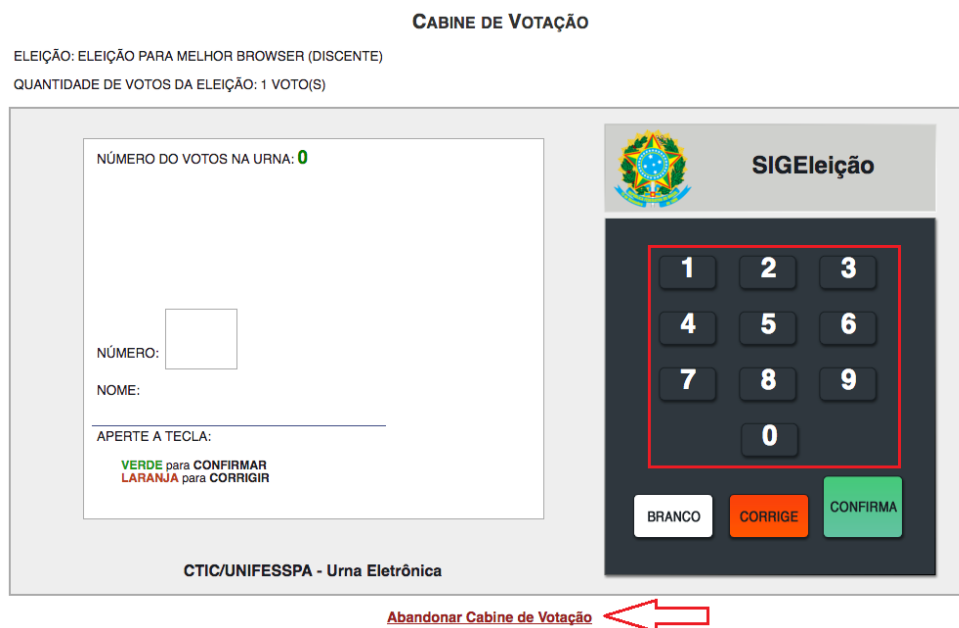 CABINE DE VOTAÇÃO
ELEIÇÃO: ELEIÇÃO PARA MELHOR BROWSER (DISCENTE)
QUANTIDADE DE VOTOS DA ELEIÇÃO: 1 VOTO(S)
NÚMERO DO VOTOS NA URNA: 0
NÚMERO:
NOME:
APERTE A TECLA:
VERDE para CONFIRMAR
LARANJA para CORRIGIR
CTIC/UNIFESSPA - Urna Eletrônica
SIGEleição
1 2 3
4 5 6
7 8 9
0
BRANCO CORRIGE CONFIRMA
Abandonar Cabine de Votação